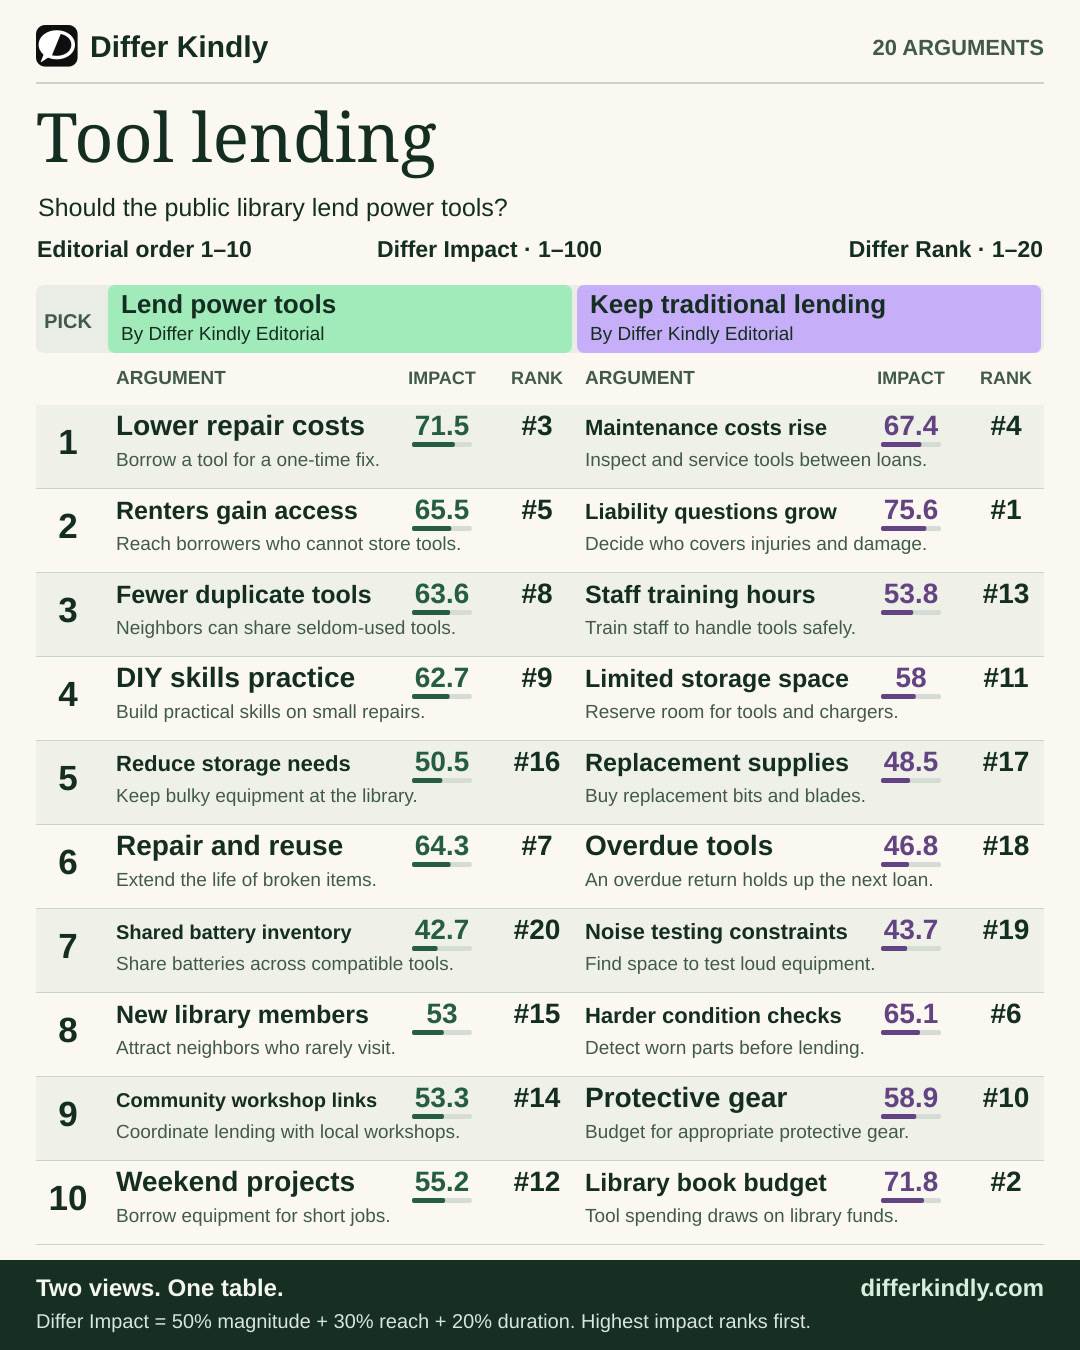 Differ Kindly
20 ARGUMENTS
Tool lending
Should the public library lend power tools?
Editorial order 1–10
Differ Impact · 1–100
Differ Rank · 1–20
PICK
Lend power tools
By Differ Kindly Editorial
Keep traditional lending
By Differ Kindly Editorial
ARGUMENT IMPACT RANK ARGUMENT IMPACT RANK
1
Lower repair costs 71.5 #3
Borrow a tool for a one-time fix.
Maintenance costs rise 67.4 #4
Inspect and service tools between loans.
2
Renters gain access 65.5 #5
Reach borrowers who cannot store tools.
Liability questions grow 75.6 #1
Decide who covers injuries and damage.
3
Fewer duplicate tools 63.6 #8
Neighbors can share seldom-used tools.
Staff training hours 53.8 #13
Train staff to handle tools safely.
4
DIY skills practice 62.7 #9
Build practical skills on small repairs.
Limited storage space 58 #11
Reserve room for tools and chargers.
5
Reduce storage needs 50.5 #16
Keep bulky equipment at the library.
Replacement supplies 48.5 #17
Buy replacement bits and blades.
6
Repair and reuse 64.3 #7
Extend the life of broken items.
Overdue tools 46.8 #18
An overdue return holds up the next loan.
7
Shared battery inventory 42.7 #20
Share batteries across compatible tools.
Noise testing constraints 43.7 #19
Find space to test loud equipment.
8
New library members 53 #15
Attract neighbors who rarely visit.
Harder condition checks 65.1 #6
Detect worn parts before lending.
9
Community workshop links 53.3 #14
Coordinate lending with local workshops.
Protective gear 58.9 #10
Budget for appropriate protective gear.
10
Weekend projects 55.2 #12
Borrow equipment for short jobs.
Library book budget 71.8 #2
Tool spending draws on library funds.
Two views. One table.
differkindly.com
Differ Impact = 50% magnitude + 30% reach + 20% duration. Highest impact ranks first.